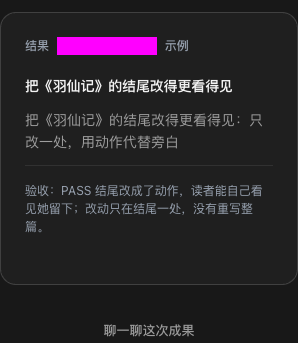 结果 示例
把《羽仙记》的结尾改得更看得见
把《羽仙记》的结尾改得更看得见：只
改一处，用动作代替旁白
验收：PASS 结尾改成了动作，读者能自己看
见她留下；改动只在结尾一处，没有重写整
篇。
聊一聊这次成果